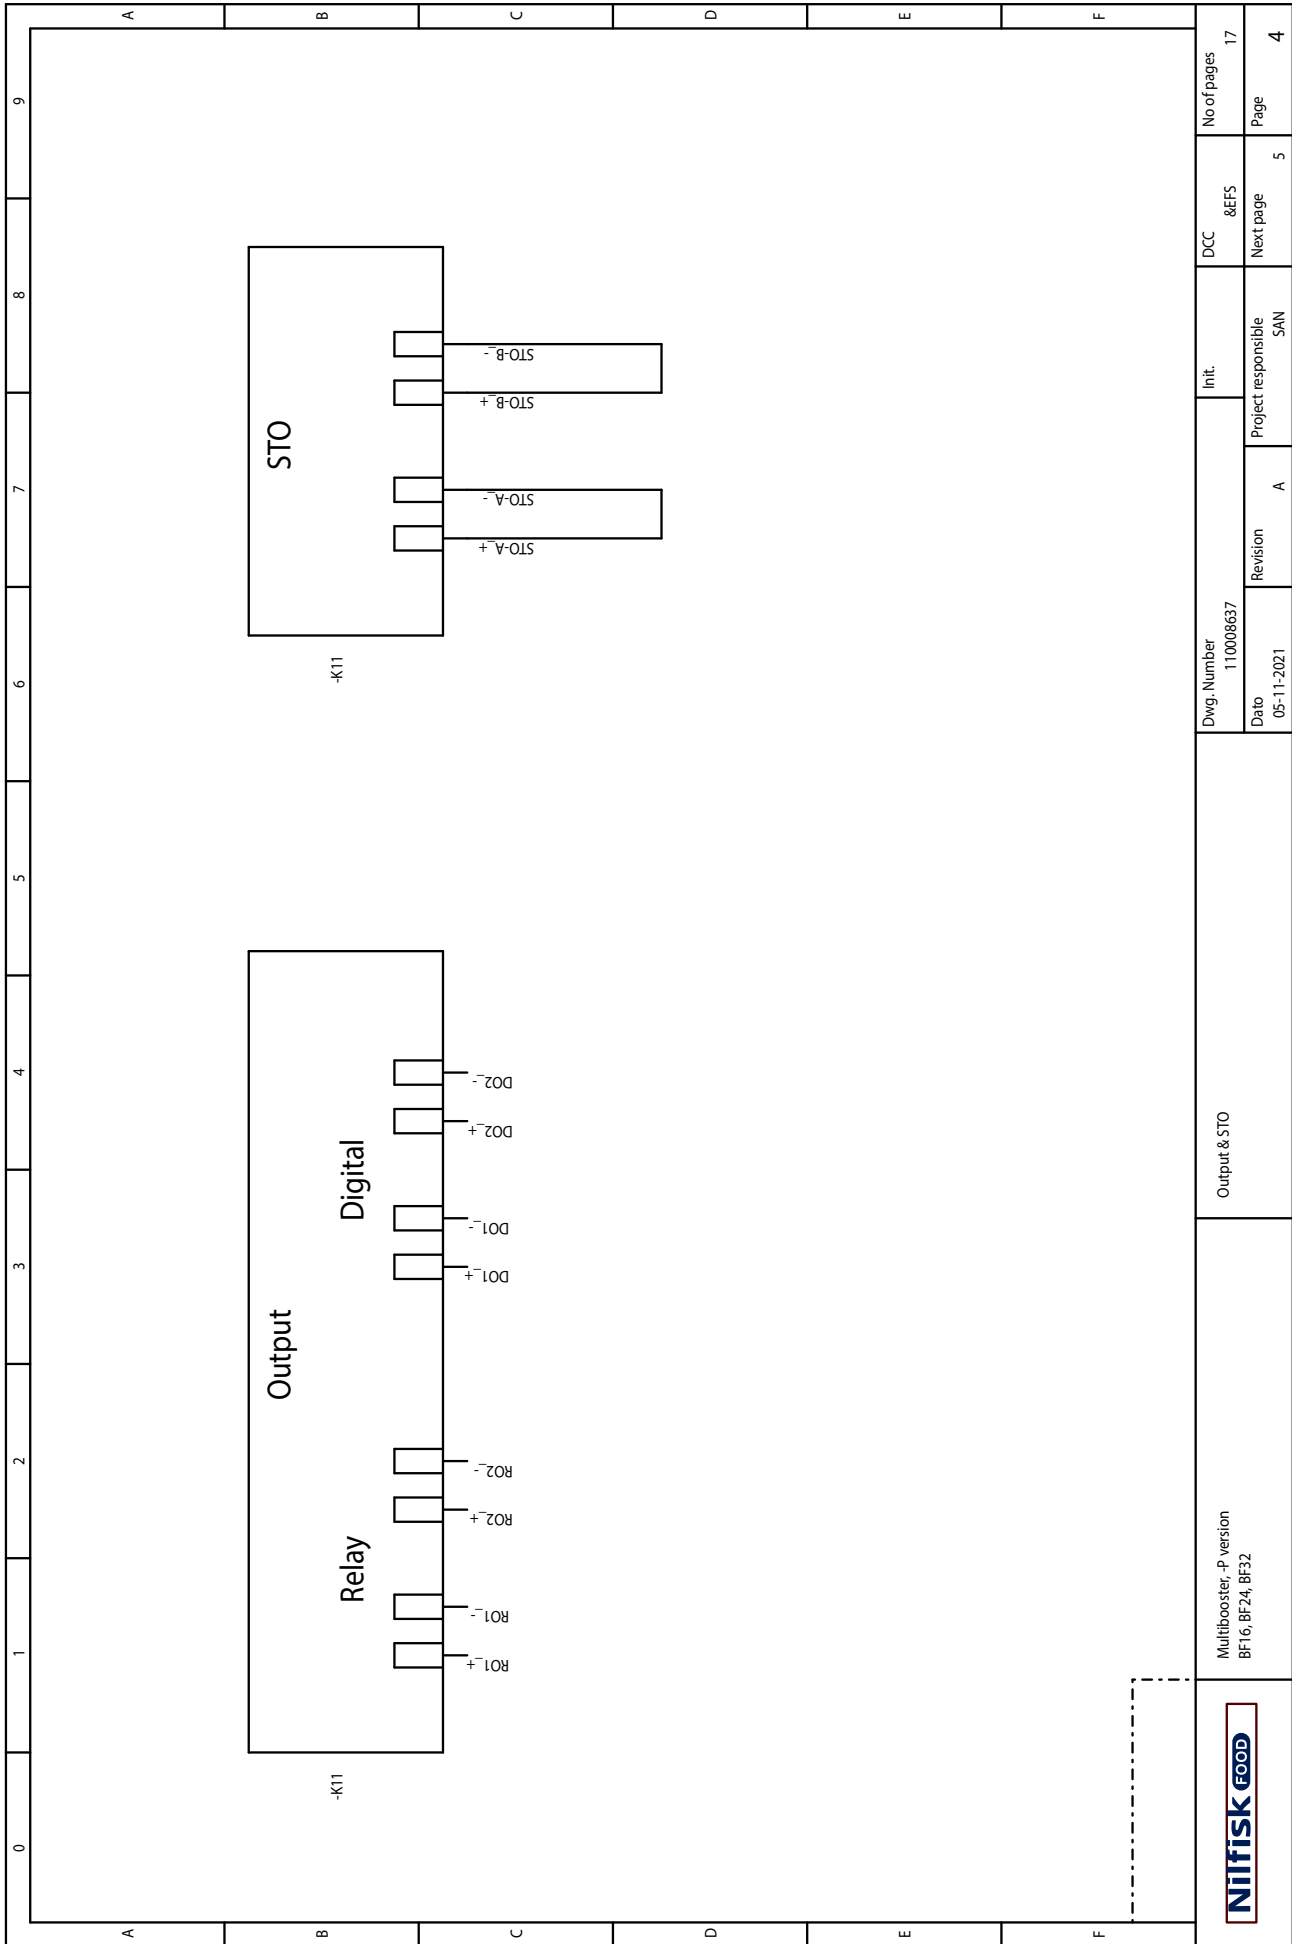 0 1 2 3 4 5 6 7 8 9
A A
B B
C C
D D
E E
F F
Output
Relay
Digital
-K11
RO1_+
RO1_-
RO2_+
RO2_-
DO1_+
DO1_-
DO2_+
DO2_-
STO
-K11
STO-A_+
STO-A_-
STO-B_+
STO-B_-
Nilfisk FOOD
Multibooster, -P version
BF16, BF24, BF32
Output & STO
Dwg. Number
110008637
Init.
DCC
&EFS
No of pages
17
Dato
05-11-2021
Revision
A
Project responsible
SAN
Next page
5
Page
4